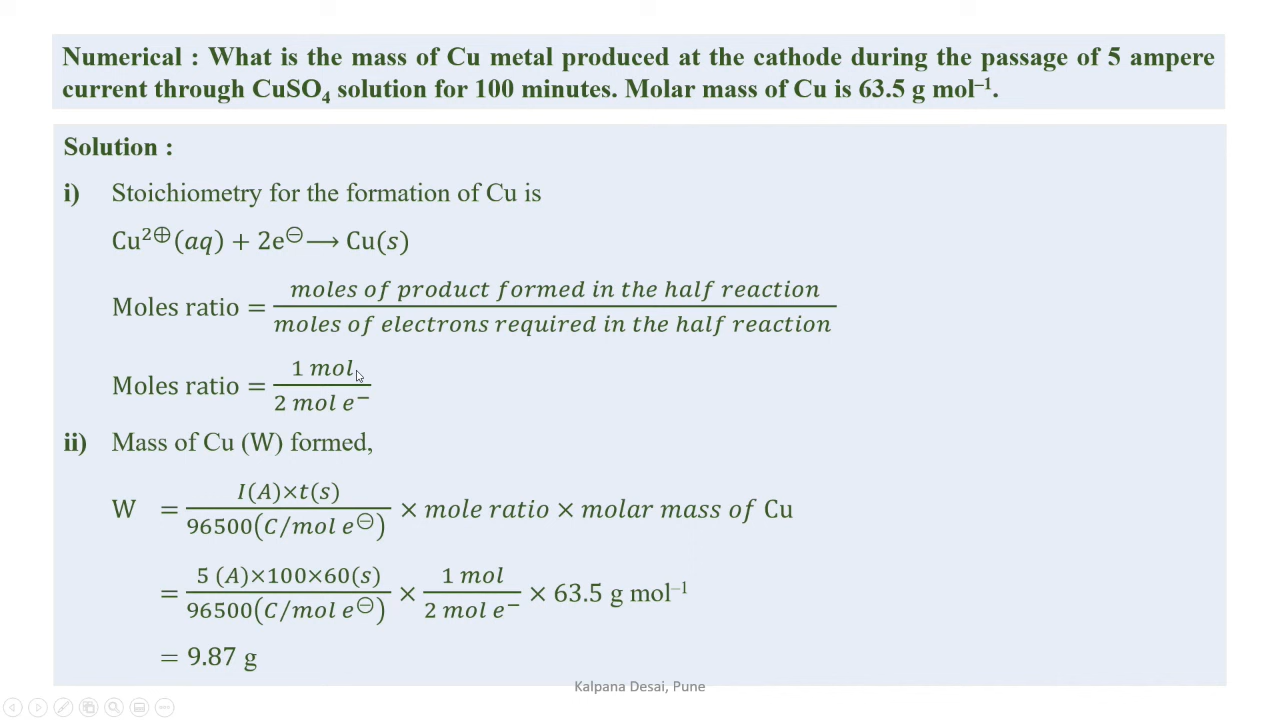 Numerical : What is the mass of Cu metal produced at the cathode during the passage of 5 ampere
current through CuSO₄ solution for 100 minutes. Molar mass of Cu is 63.5 g mol⁻¹.
Solution :
i) Stoichiometry for the formation of Cu is
Cu²⊕(aq) + 2e⊖ ⟶ Cu(s)
Moles ratio = moles of product formed in the half reaction / moles of electrons required in the half reaction
Moles ratio = 1 mol / 2 mol e⁻
ii) Mass of Cu (W) formed,
W = I(A)×t(s) / 96500(C/mol e⊖) × mole ratio × molar mass of Cu
= 5 (A)×100×60(s) / 96500(C/mol e⊖) × 1 mol / 2 mol e⁻ × 63.5 g mol⁻¹
= 9.87 g
Kalpana Desai, Pune